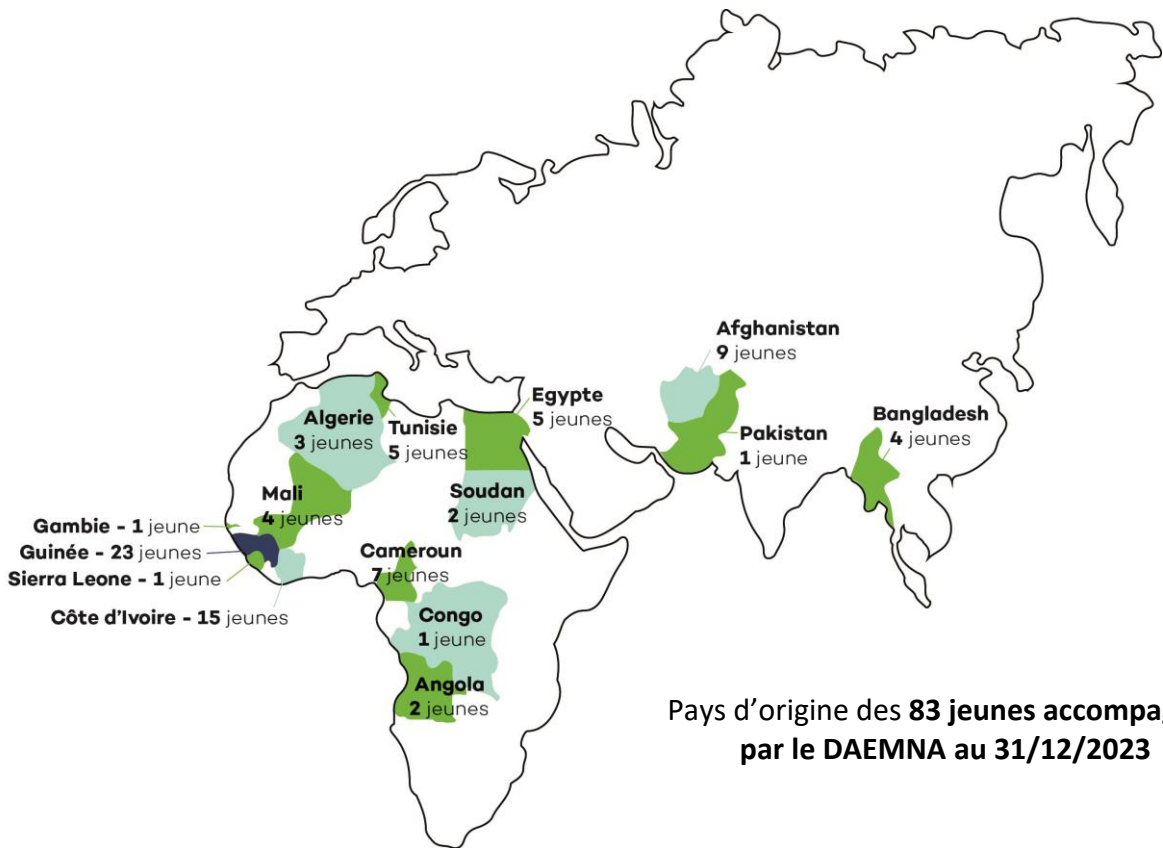 Afghanistan
9 jeunes
Egypte
5 jeunes
Bangladesh
4 jeunes
Algerie
3 jeunes
Tunisie
5 jeunes
Pakistan
1 jeune
Mali
4 jeunes
Soudan
2 jeunes
Gambie - 1 jeune
Guinée - 23 jeunes
Sierra Leone - 1 jeune
Cameroun
7 jeunes
Côte d'Ivoire - 15 jeunes
Congo
1 jeune
Angola
2 jeunes
Pays d'origine des 83 jeunes accompa
par le DAEMNA au 31/12/2023